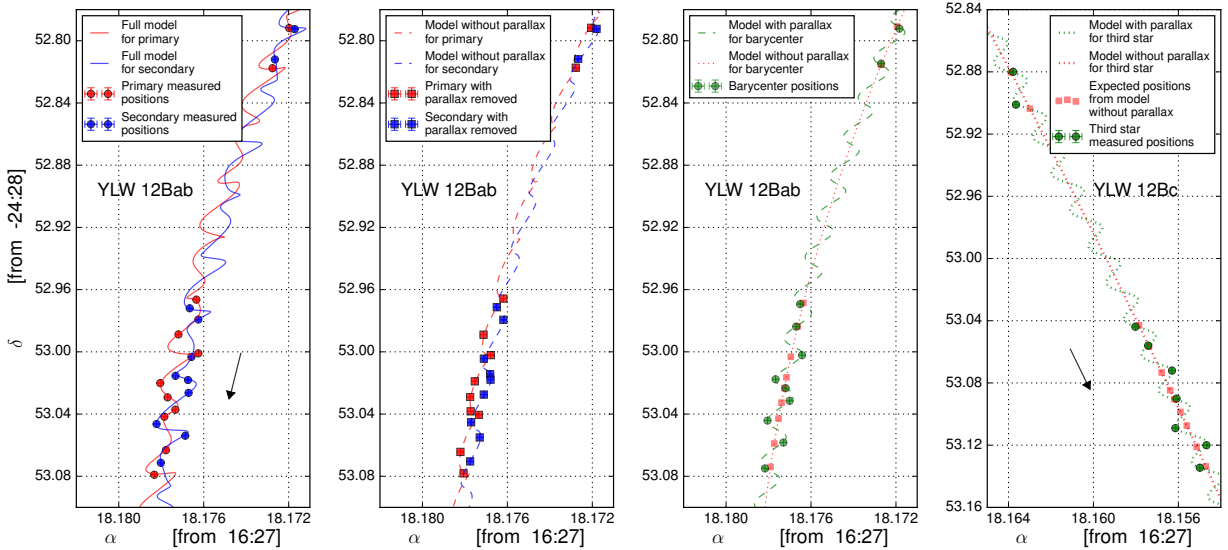 52.80
52.84
52.88
52.92
52.96
53.00
53.04
53.08
δ [from -24:28]
Full model
for primary
Full model
for secondary
Primary measured
positions
Secondary measured
positions
YLW 12Bab
18.180 18.176 18.172
α [from 16:27]
52.80
52.84
52.88
52.92
52.96
53.00
53.04
53.08
Model without parallax
for primary
Model without parallax
for secondary
Primary with
parallax removed
Secondary with
parallax removed
YLW 12Bab
18.180 18.176 18.172
α [from 16:27]
52.80
52.84
52.88
52.92
52.96
53.00
53.04
53.08
Model with parallax
for barycenter
Model without parallax
for barycenter
Barycenter positions
YLW 12Bab
18.180 18.176 18.172
α [from 16:27]
52.84
52.88
52.92
52.96
53.00
53.04
53.08
53.12
53.16
Model with parallax
for third star
Model without parallax
for third star
Expected positions
from model
without parallax
Third star
measured positions
YLW 12Bc
18.164 18.160 18.156
α [from 16:27]